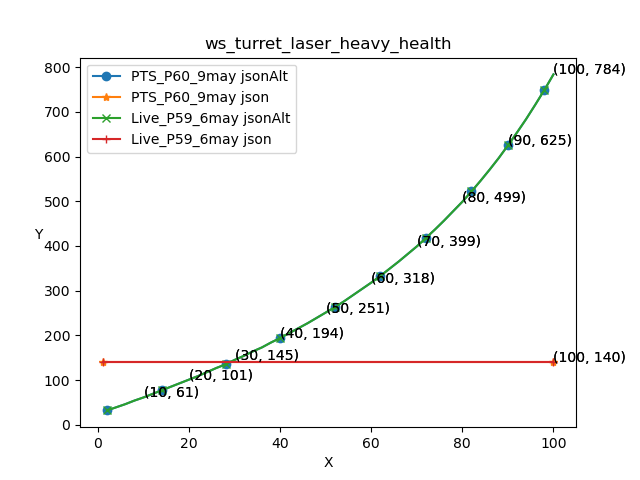 ws_turret_laser_heavy_health
PTS_P60_9may jsonAlt
PTS_P60_9may json
Live_P59_6may jsonAlt
Live_P59_6may json
(100, 784)
(90, 625)
(80, 499)
(70, 399)
(60, 318)
(50, 251)
(40, 194)
(30, 145)
(100, 140)
(20, 101)
(10, 61)
800
700
600
500
400
300
200
100
0
Y
0 20 40 60 80 100
X